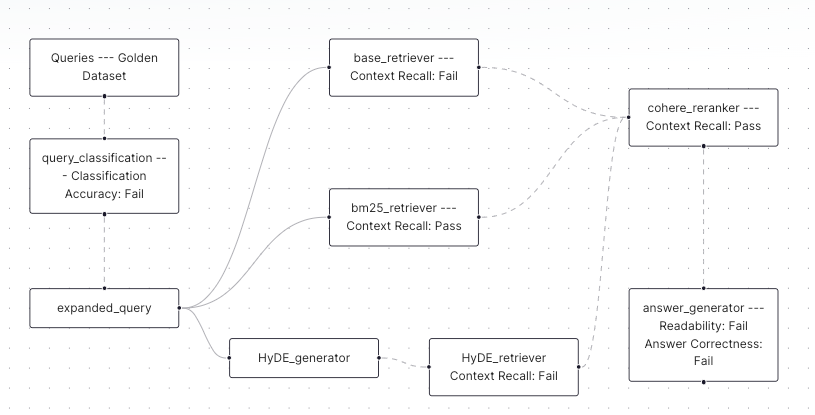 Queries --- Golden
Dataset
query_classification --
- Classification
Accuracy: Fail
expanded_query
base_retriever ---
Context Recall: Fail
bm25_retriever ---
Context Recall: Pass
HyDE_generator
HyDE_retriever
Context Recall: Fail
cohere_reranker ---
Context Recall: Pass
answer_generator ---
Readability: Fail
Answer Correctness:
Fail